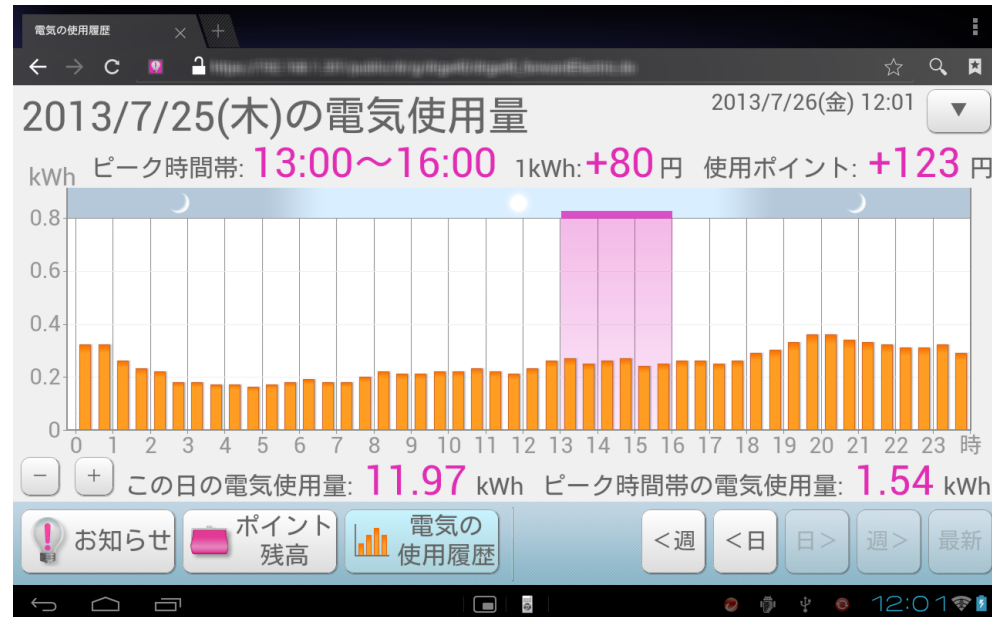 電気の使用履歴
2013/7/25(木)の電気使用量
2013/7/26(金) 12:01
▼
kWh ピーク時間帯: 13:00～16:00 1kWh:+80 円 使用ポイント: +123 円
0.8
0.6
0.4
0.2
0
0 1 2 3 4 5 6 7 8 9 10 11 12 13 14 15 16 17 18 19 20 21 22 23 時
− + この日の電気使用量: 11.97 kWh ピーク時間帯の電気使用量: 1.54 kWh
お知らせ
ポイント
残高
電気の
使用履歴
<週 <日 日> 週> 最新
12:01